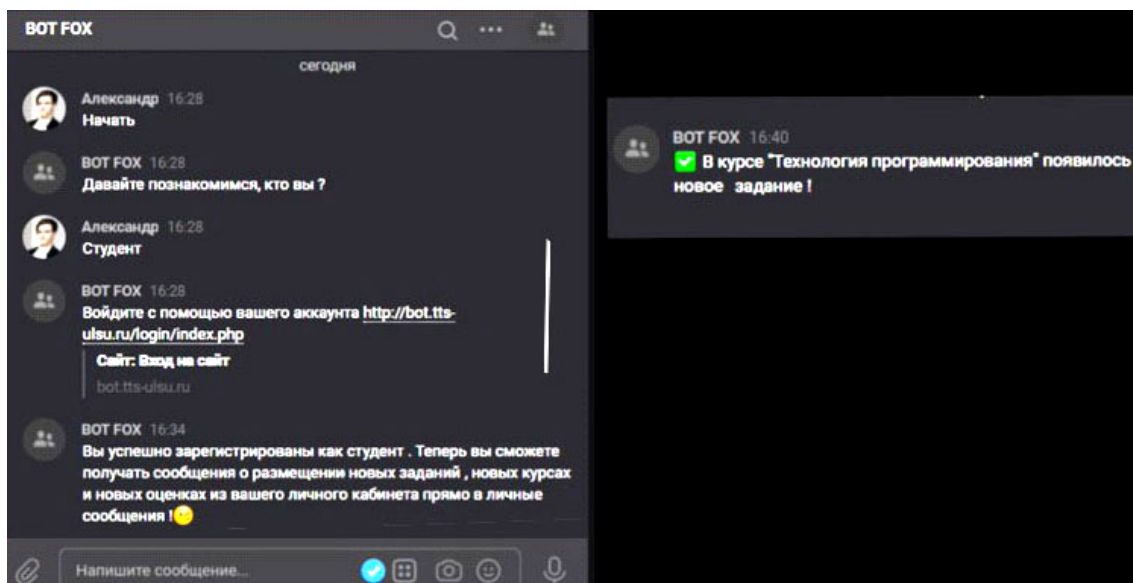 BOT FOX
сегодня
Александр 16:28
Начать
BOT FOX 16:28
Давайте познакомимся, кто вы ?
Александр 16:28
Студент
BOT FOX 16:28
Войдите с помощью вашего аккаунта http://bot.tts-
ulsu.ru/login/index.php
Сайт: Вход на сайт
bot.tts-ulsu.ru
BOT FOX 16:34
Вы успешно зарегистрированы как студент . Теперь вы сможете
получать сообщения о размещении новых заданий , новых курсах
и новых оценках из вашего личного кабинета прямо в личные
сообщения !
Напишите сообщение...
BOT FOX 16:40
В курсе "Технология программирования" появилось
новое задание !